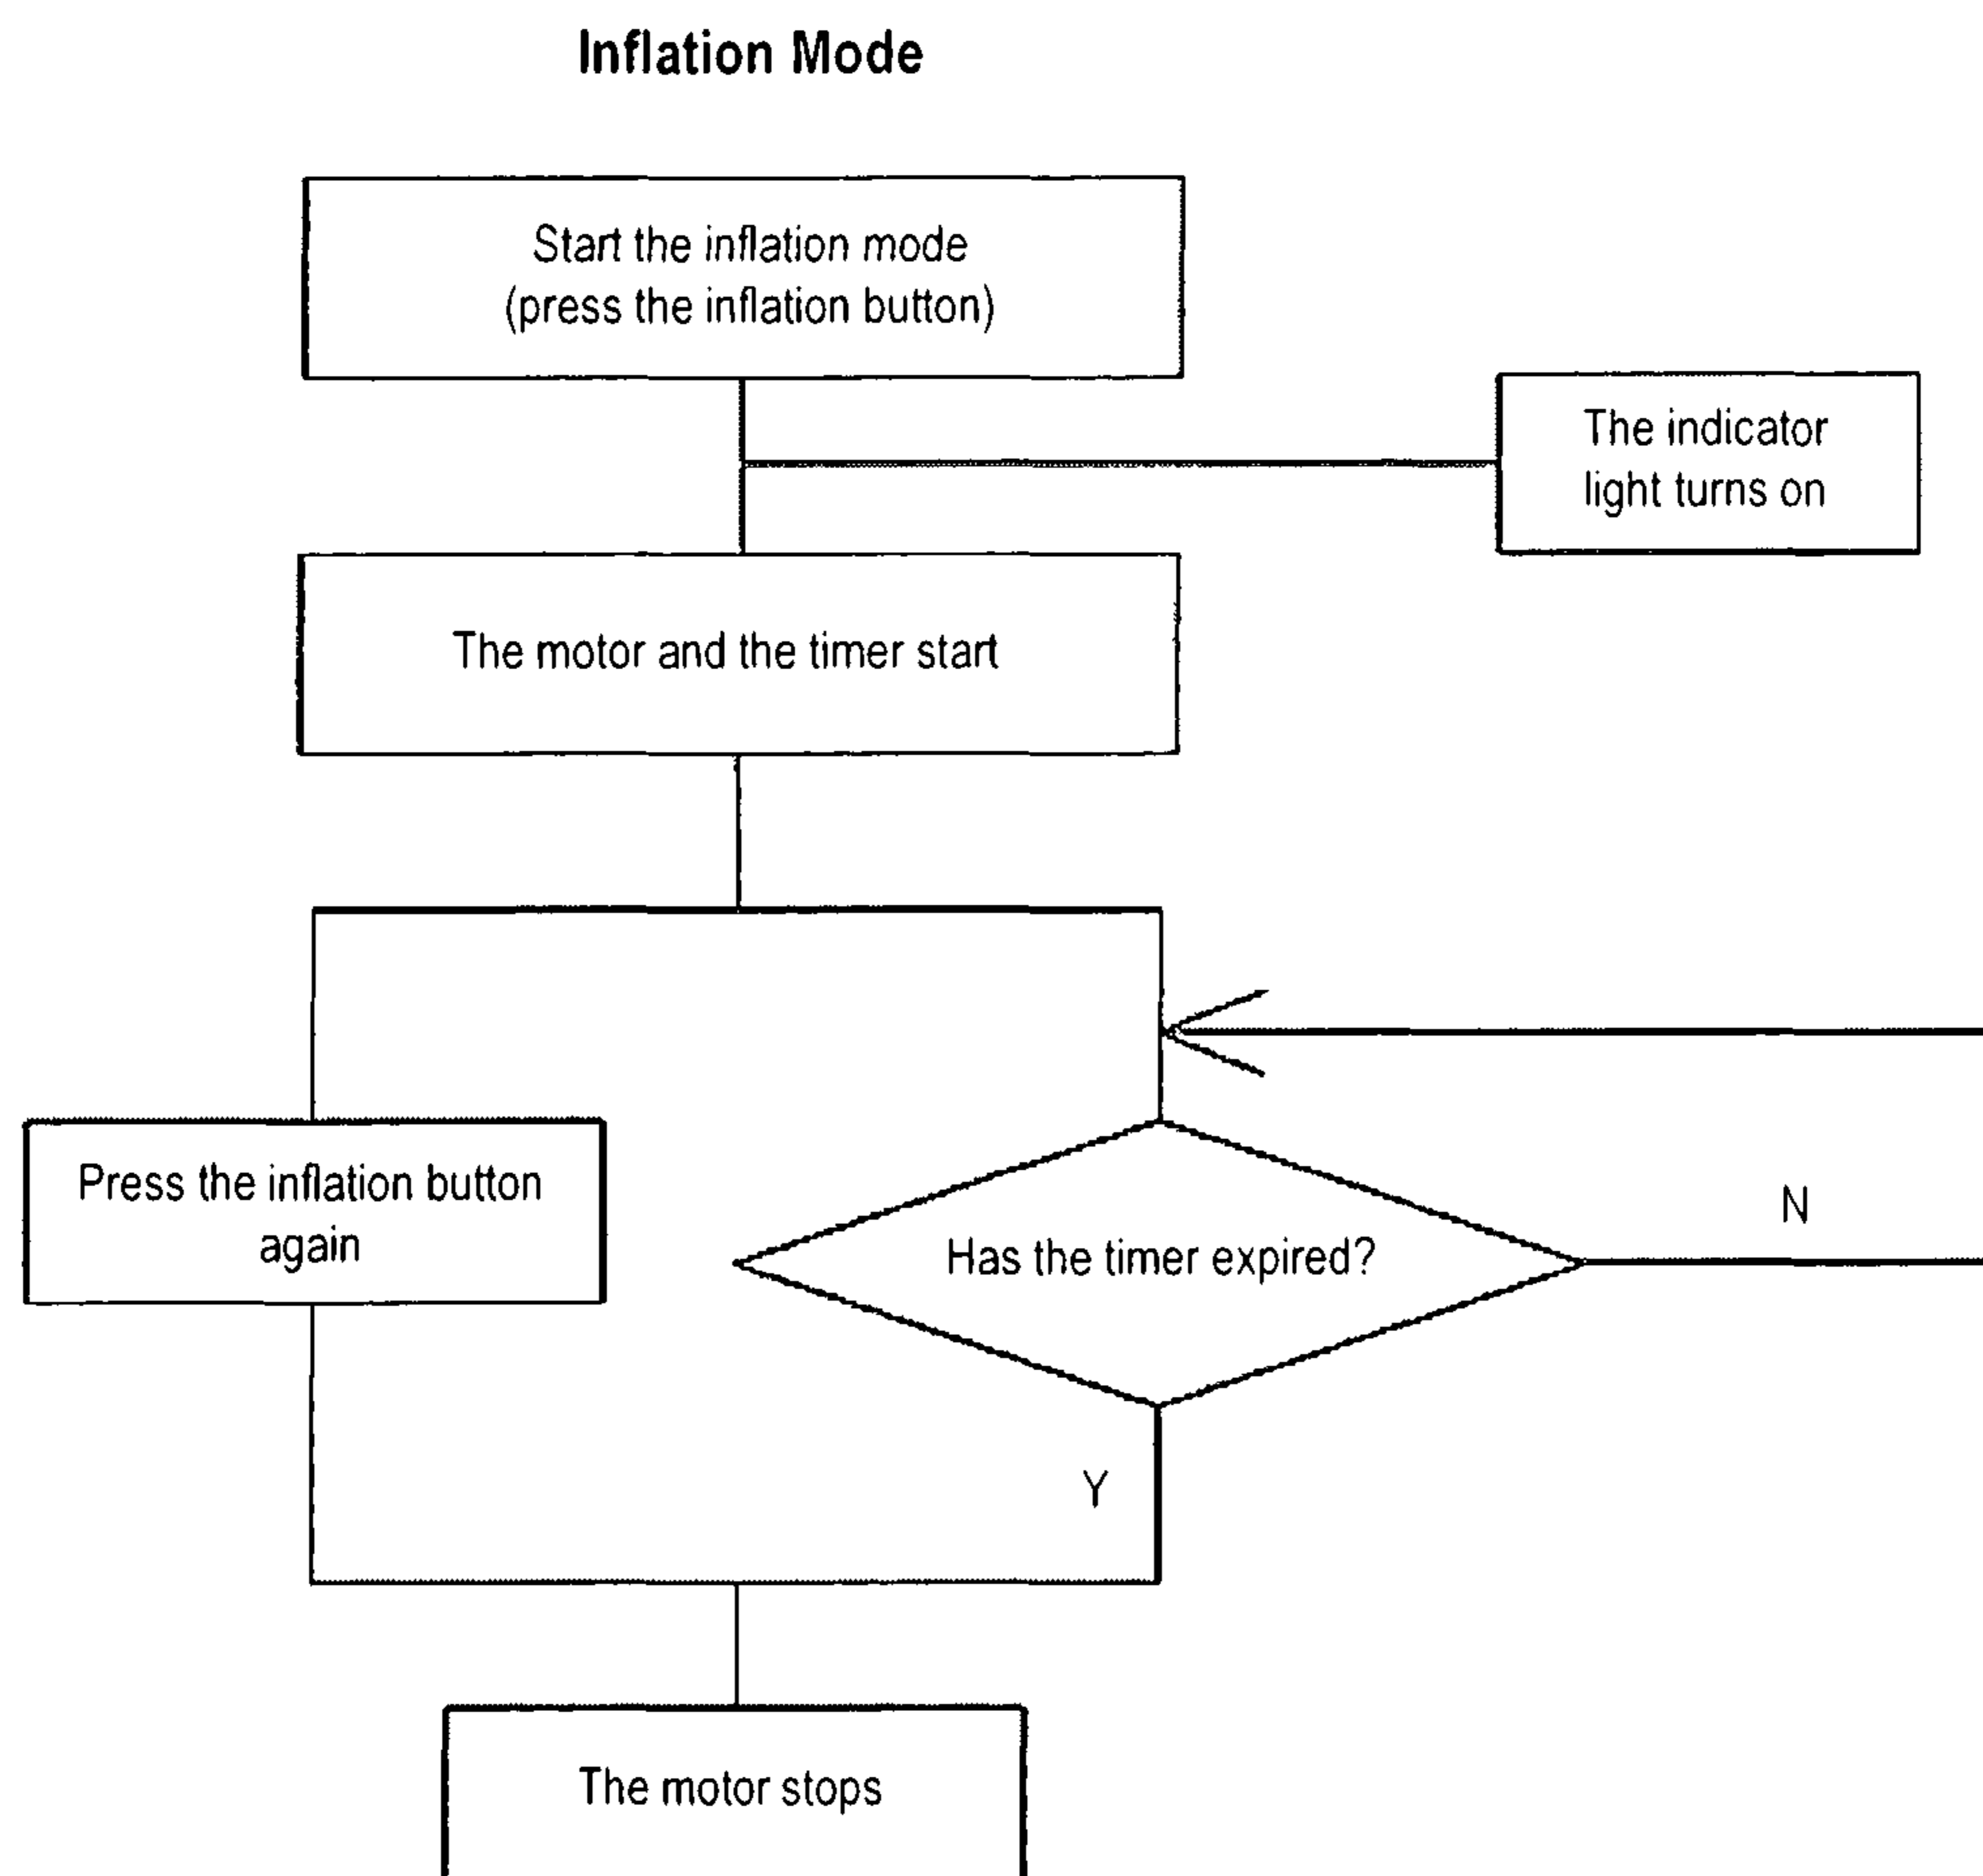 Inflation Mode
Start the inflation mode
(press the inflation button)
The indicator
light turns on
The motor and the timer start
Press the inflation button
again
Has the timer expired?
N
Y
The motor stops